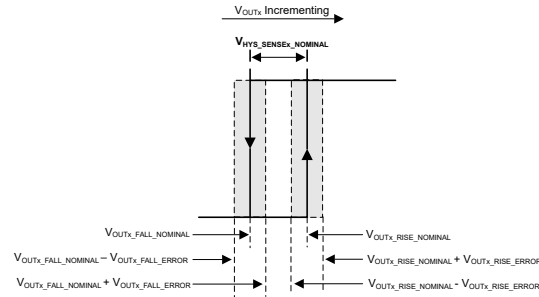 VOUTx Incrementing
VHYS_SENSEx_NOMINAL
VOUTx_FALL_NOMINAL
VOUTx_RISE_NOMINAL
VOUTx_FALL_NOMINAL – VOUTx_FALL_ERROR
VOUTx_RISE_NOMINAL + VOUTx_RISE_ERROR
VOUTx_FALL_NOMINAL + VOUTx_FALL_ERROR
VOUTx_RISE_NOMINAL - VOUTx_RISE_ERROR